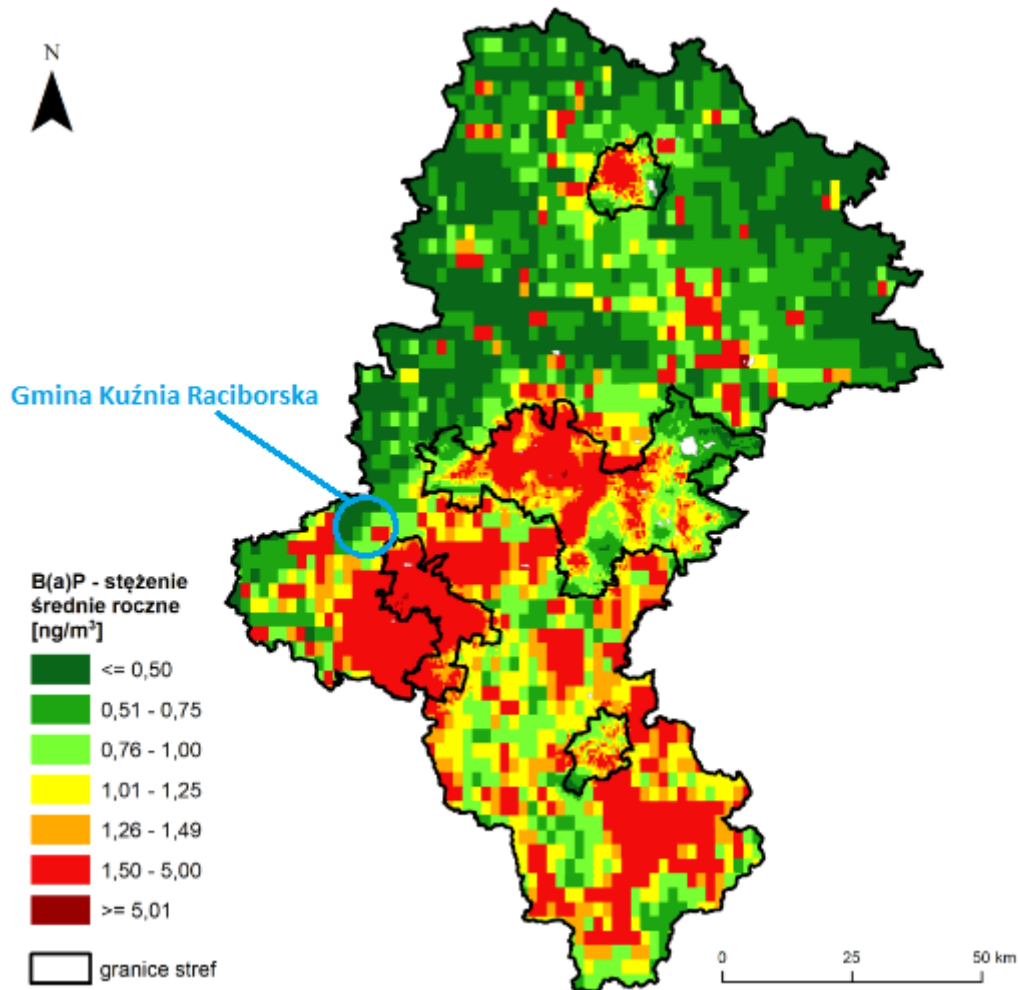 N
Gmina Kuźnia Raciborska
B(a)P - stężenie
średnie roczne
[ng/m³]
<= 0,50
0,51 - 0,75
0,76 - 1,00
1,01 - 1,25
1,26 - 1,49
1,50 - 5,00
>= 5,01
granice stref
0 25 50 km